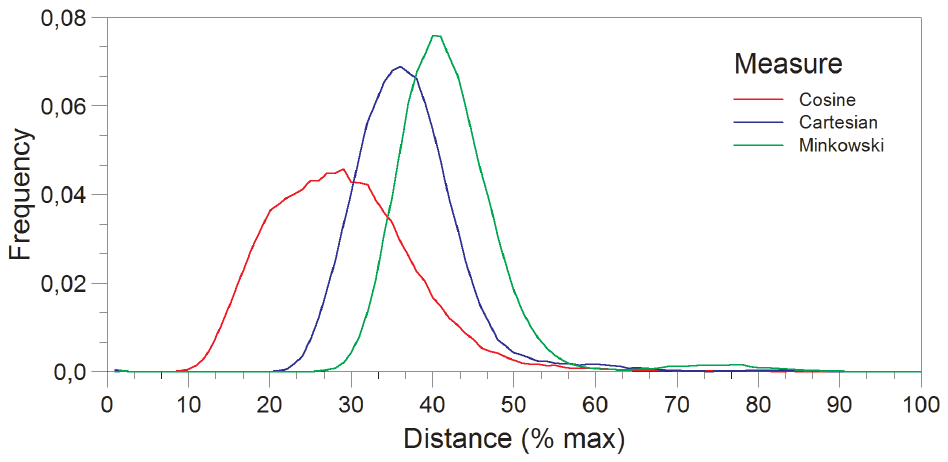 0,08
0,06
0,04
0,02
0,0
Frequency
0 10 20 30 40 50 60 70 80 90 100
Distance (% max)
Measure
Cosine
Cartesian
Minkowski